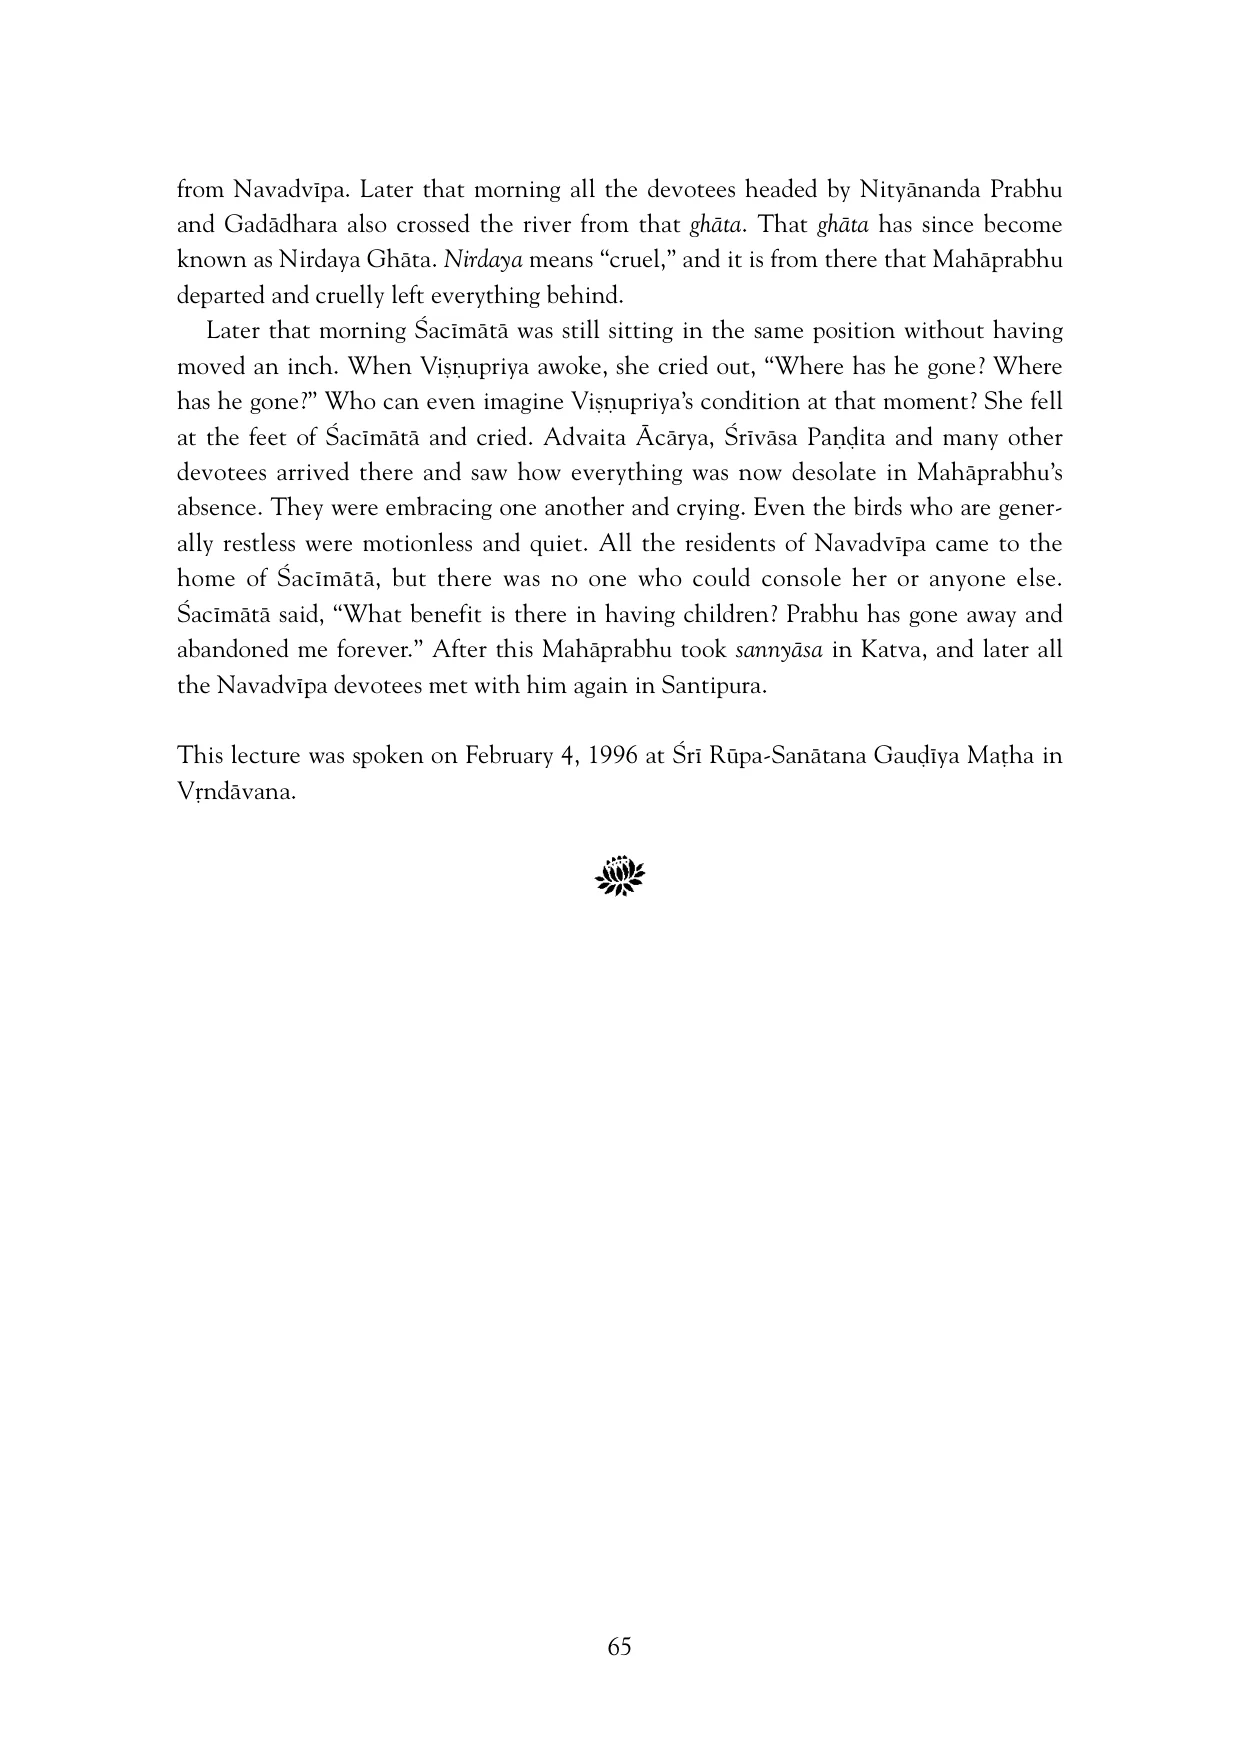 from Navadvīpa. Later that morning all the devotees headed by Nityānanda Prabhu
and Gadādhara also crossed the river from that ghāta. That ghāta has since become
known as Nirdaya Ghāta. Nirdaya means “cruel,” and it is from there that Mahāprabhu
departed and cruelly left everything behind.
Later that morning Śacīmātā was still sitting in the same position without having
moved an inch. When Viṣṇupriya awoke, she cried out, “Where has he gone? Where
has he gone?” Who can even imagine Viṣṇupriya’s condition at that moment? She fell
at the feet of Śacīmātā and cried. Advaita Ācārya, Śrīvāsa Paṇḍita and many other
devotees arrived there and saw how everything was now desolate in Mahāprabhu’s
absence. They were embracing one another and crying. Even the birds who are gener-
ally restless were motionless and quiet. All the residents of Navadvīpa came to the
home of Śacīmātā, but there was no one who could console her or anyone else.
Śacīmātā said, “What benefit is there in having children? Prabhu has gone away and
abandoned me forever.” After this Mahāprabhu took sannyāsa in Katva, and later all
the Navadvīpa devotees met with him again in Santipura.
This lecture was spoken on February 4, 1996 at Śrī Rūpa-Sanātana Gauḍīya Maṭha in
Vṛndāvana.
65